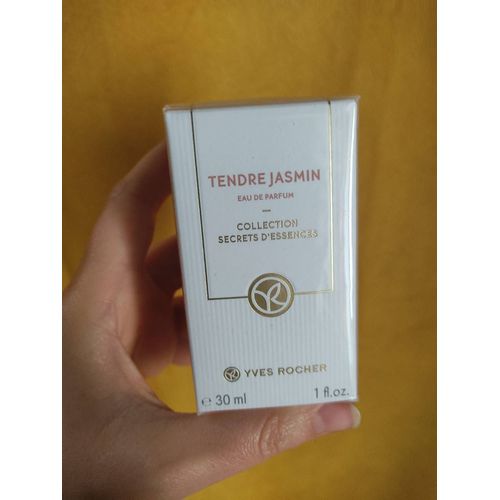 TENDRE JASMIN
EAU DE PARFUM
COLLECTION
SECRETS D'ESSENCES
YVES ROCHER
℮ 30 ml 1 fl.oz.